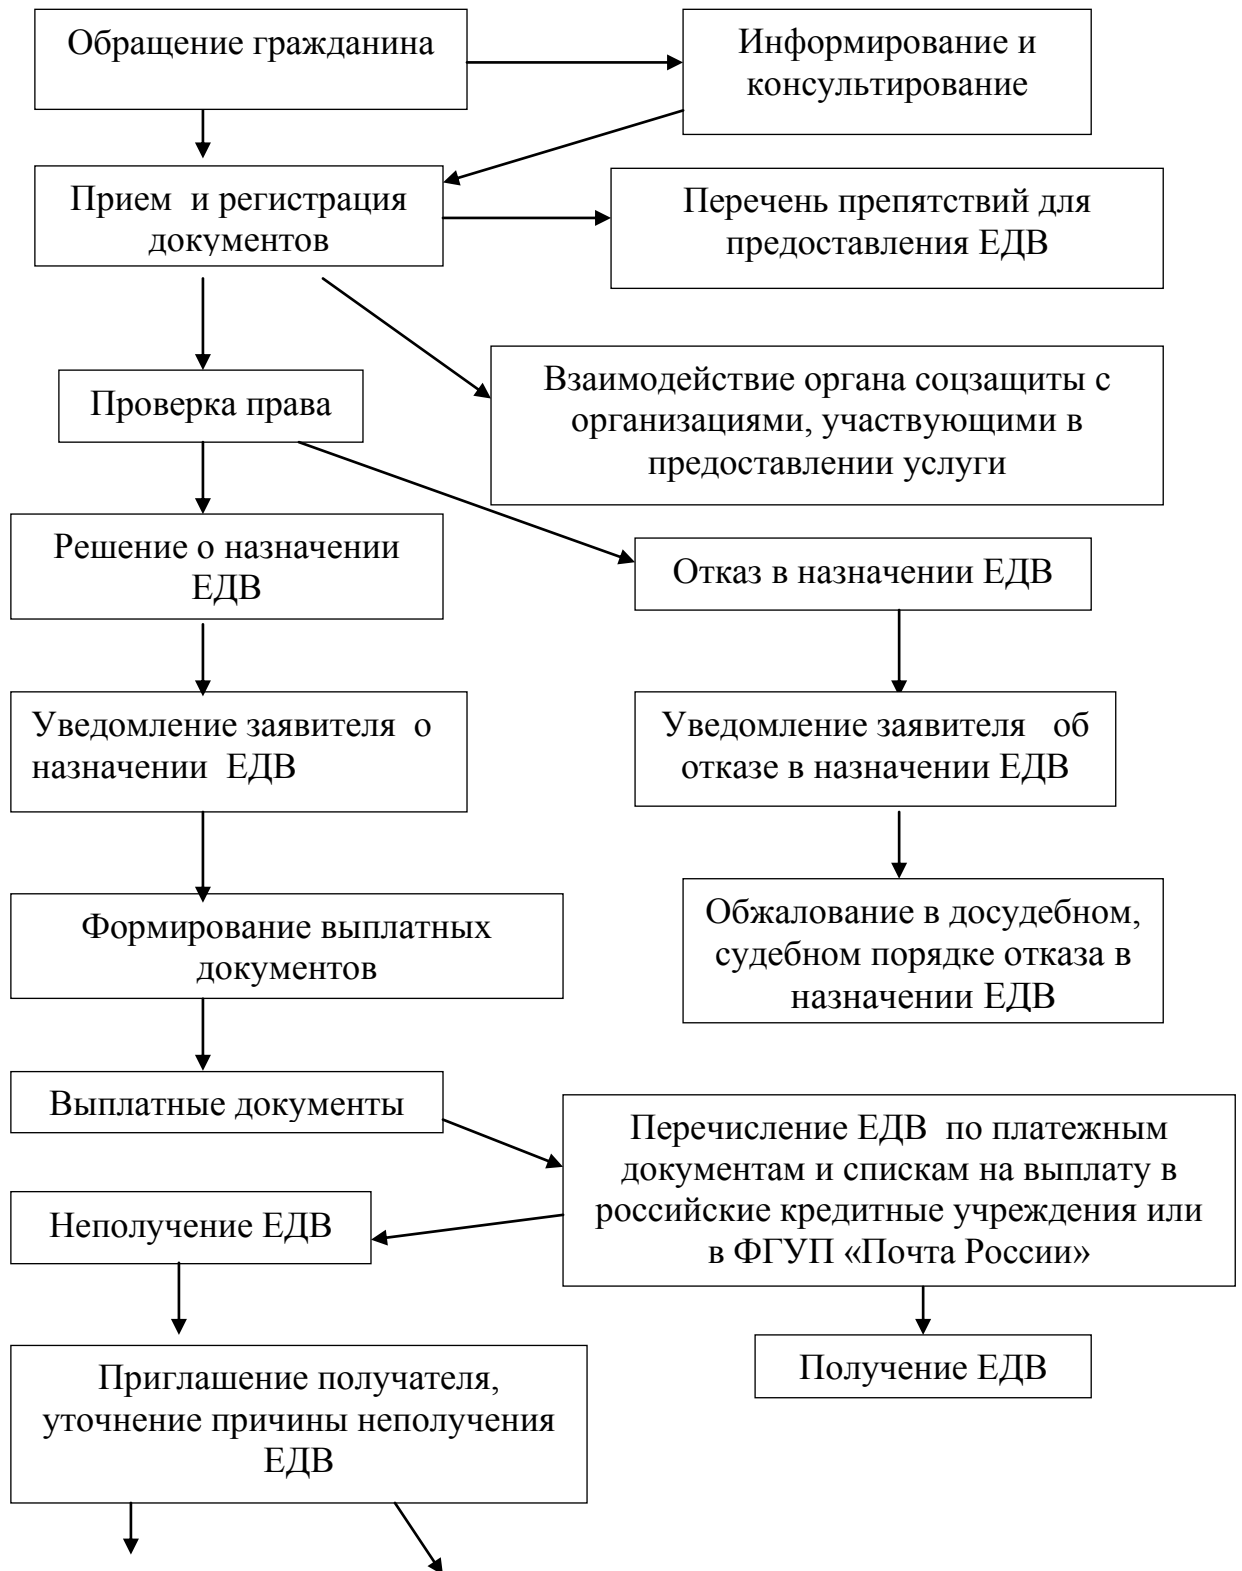 Обращение гражданина
Информирование и
консультирование
Прием и регистрация
документов
Перечень препятствий для
предоставления ЕДВ
Взаимодействие органа соцзащиты с
организациями, участвующими в
предоставлении услуги
Проверка права
Решение о назначении
ЕДВ
Отказ в назначении ЕДВ
Уведомление заявителя о
назначении ЕДВ
Уведомление заявителя об
отказе в назначении ЕДВ
Формирование выплатных
документов
Обжалование в досудебном,
судебном порядке отказа в
назначении ЕДВ
Выплатные документы
Перечисление ЕДВ по платежным
документам и спискам на выплату в
российские кредитные учреждения или
в ФГУП «Почта России»
Неполучение ЕДВ
Получение ЕДВ
Приглашение получателя,
уточнение причины неполучения
ЕДВ